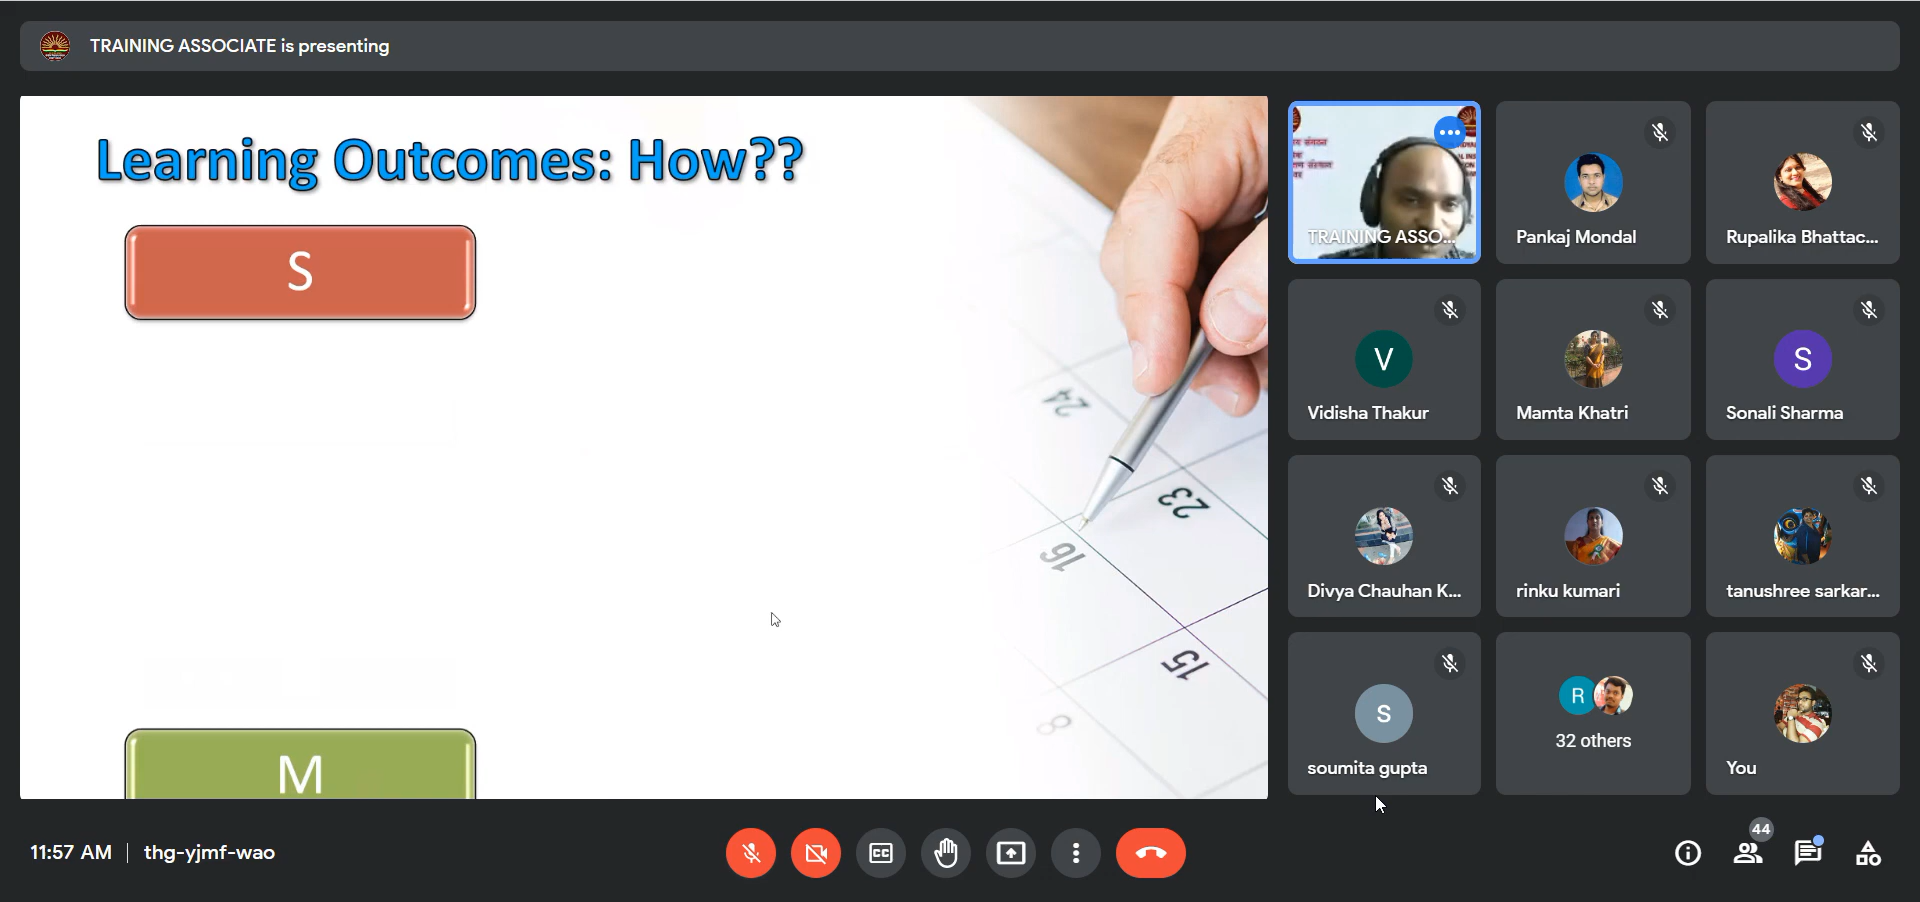 TRAINING ASSOCIATE is presenting
Learning Outcomes: How??
S
M
24
23
16
15
8
TRAINING ASSO...
Pankaj Mondal
Rupalika Bhattac...
V
Vidisha Thakur
Mamta Khatri
S
Sonali Sharma
Divya Chauhan K...
rinku kumari
tanushree sarkar...
S
soumita gupta
R
32 others
You
11:57 AM | thg-yjmf-wao
CC
44